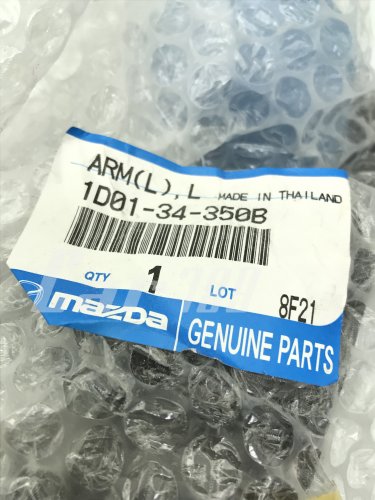 ARM(L),L MADE IN THAILAND
1D01-34-350B
QTY 1 LOT 8F21
mazda GENUINE PARTS